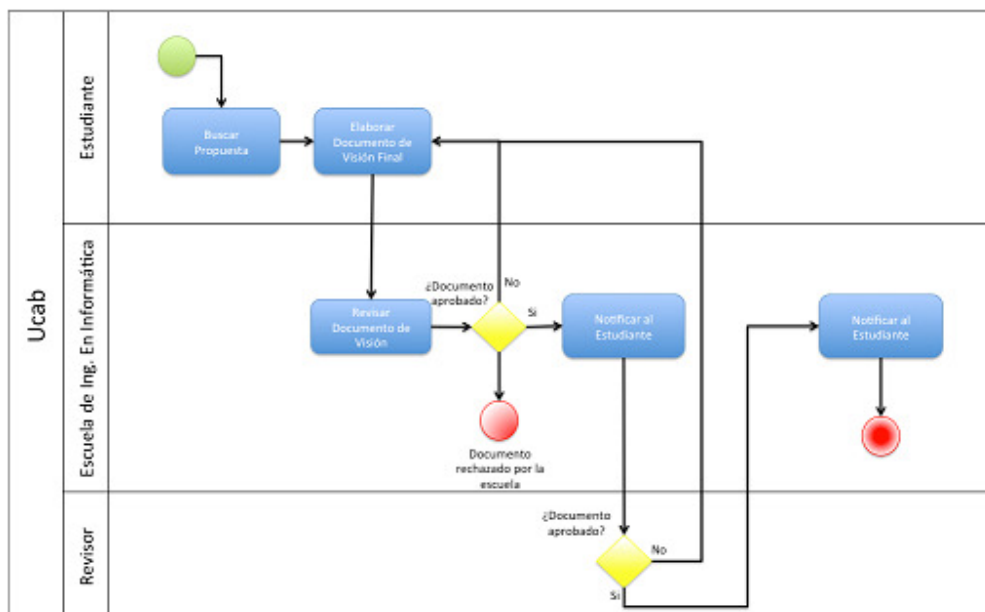 Ucab
Estudiante
Buscar
Propuesta
Elaborar
Documento de
Visión Final
Escuela de Ing. En Informática
Revisar
Documento de
Visión
¿Documento
aprobado?
No
Si
Notificar al
Estudiante
Notificar al
Estudiante
Documento
rechazado por la
escuela
Revisor
¿Documento
aprobado?
No
Si